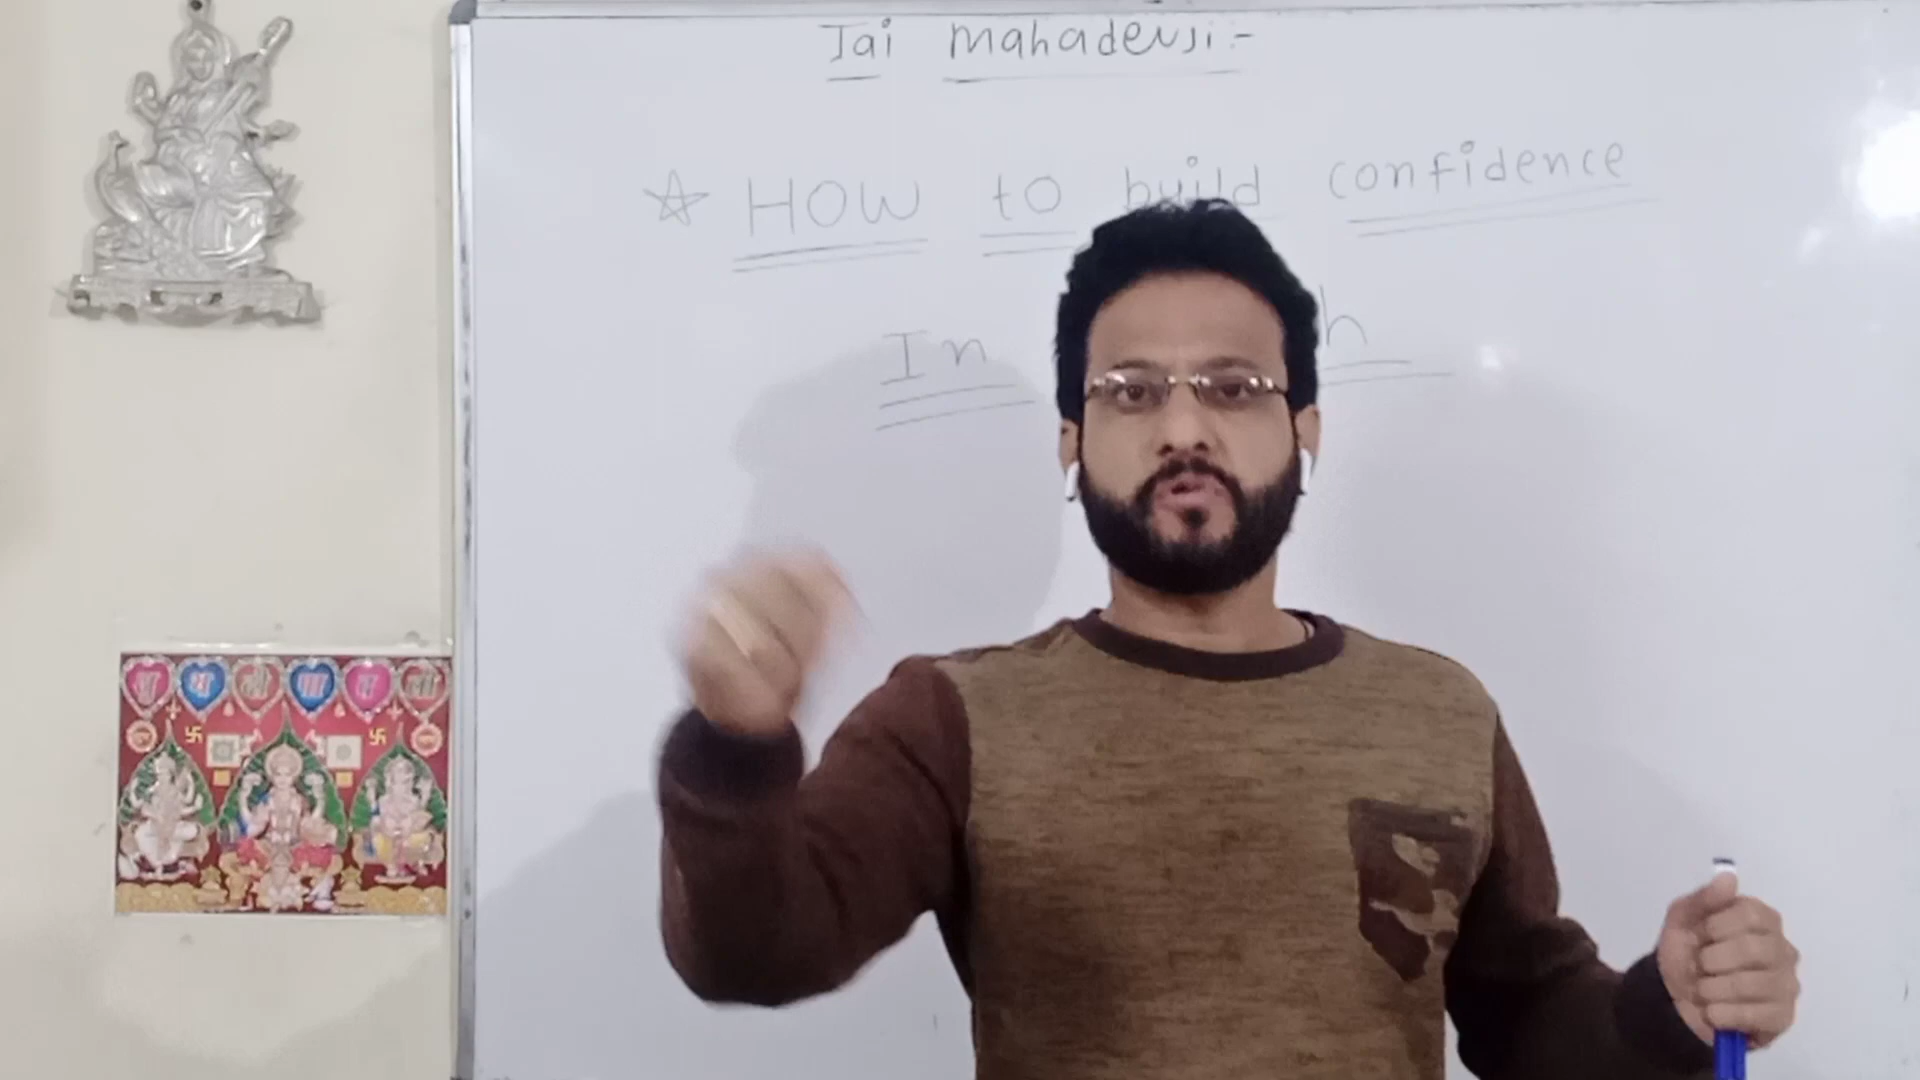 Jai mahadevji :-
☆ HOW to build confidence
In